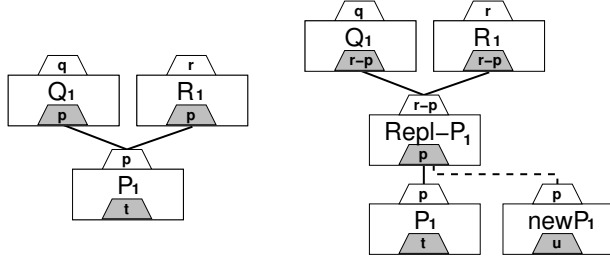 q r
Q1 R1
p p
p
P1
t
q r
Q1 R1
r-p r-p
r-p
Repl-P1
p
p p
P1 newP1
t u